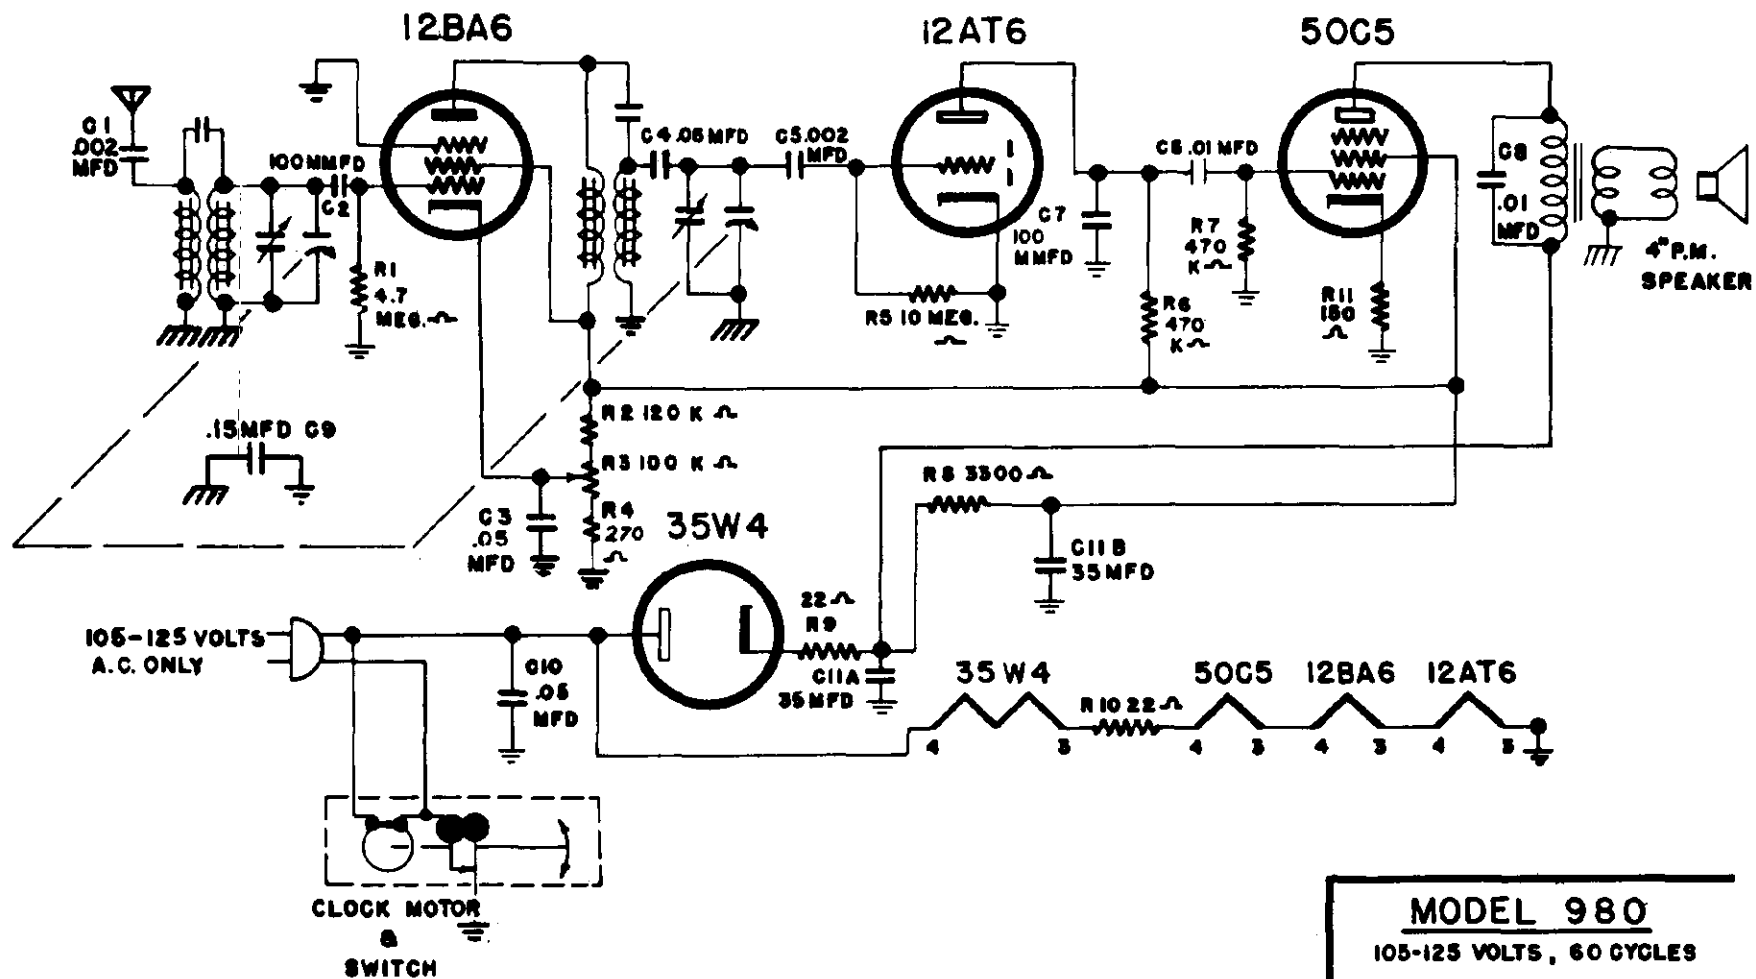 12BA6
12AT6
50C5
C1
.002
MFD
100MMFD
C2
C4 .05 MFD
C5 .002
MFD
C6 .01 MFD
C8
.01
MFD
R1
4.7
MEG. Ω
R5 10 MEG.
Ω
C7
100
MMFD
R7
470
K Ω
R6
470
K Ω
R11
150
Ω
4" P.M.
SPEAKER
.15 MFD C9
R2 120 K Ω
R3 100 K Ω
R4
270
Ω
C3
.05
MFD
35W4
R8 3300 Ω
C11B
35 MFD
105-125 VOLTS
A.C. ONLY
C10
.05
MFD
22 Ω
R9
C11A
35 MFD
35W4
R10 22 Ω
50C5
12BA6
12AT6
4
3
4
3
4
3
4
3
CLOCK MOTOR
&
SWITCH
MODEL 980
105-125 VOLTS, 60 CYCLES